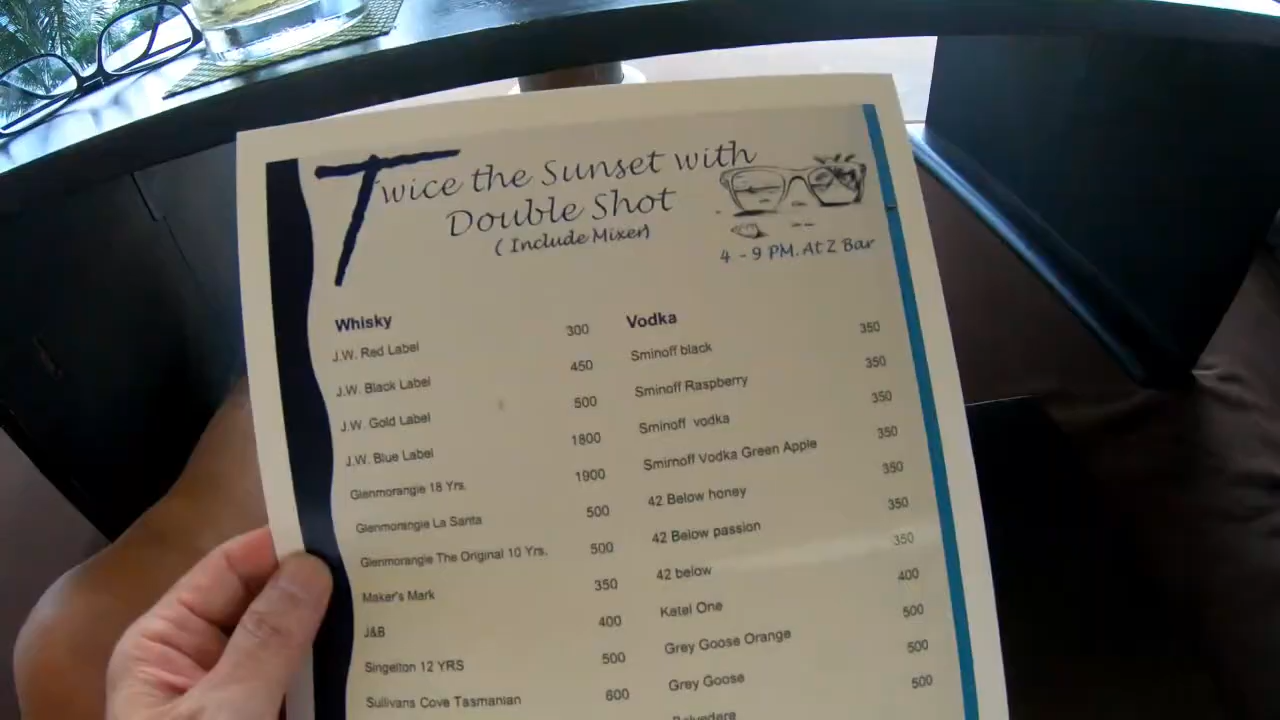 Twice the Sunset with
Double Shot
( Include Mixer)
4 - 9 PM. At Z Bar
Whisky
J.W. Red Label 300
J.W. Black Label 450
J.W. Gold Label 500
J.W. Blue Label 1800
Glenmorangie 18 Yrs. 1900
Glenmorangie La Santa 500
Glenmorangie The Original 10 Yrs. 500
Maker's Mark 350
J&B 400
Singelton 12 YRS 500
Sullivans Cove Tasmanian 600
Vodka
Sminoff black 350
Sminoff Raspberry 350
Sminoff vodka 350
Smirnoff Vodka Green Apple 350
42 Below honey 350
42 Below passion 350
42 below 350
Katel One 400
Grey Goose Orange 500
Grey Goose 500
Belvedere 500